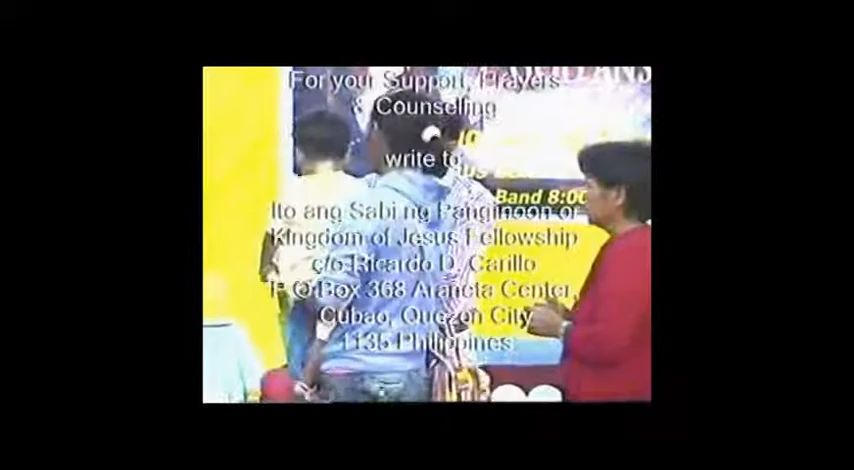 For your Support, Prayers
& Counselling
write to
Ito ang Sabi ng Panginoon or
Kingdom of Jesus Fellowship
c/o Ricardo D. Carillo
P O Box 368 Araneta Center,
Cubao, Quezon City
1135 Philippines
Band 8:00